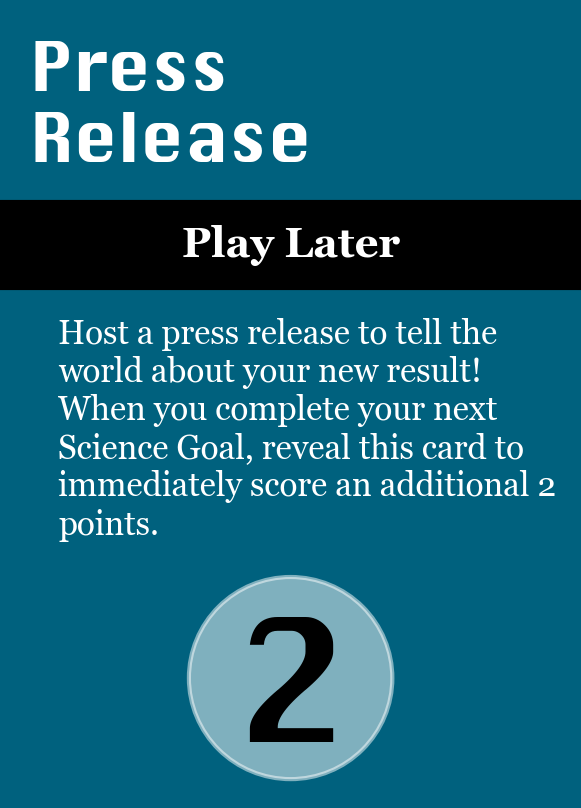 Press
Release
Play Later
Host a press release to tell the
world about your new result!
When you complete your next
Science Goal, reveal this card to
immediately score an additional 2
points.
2